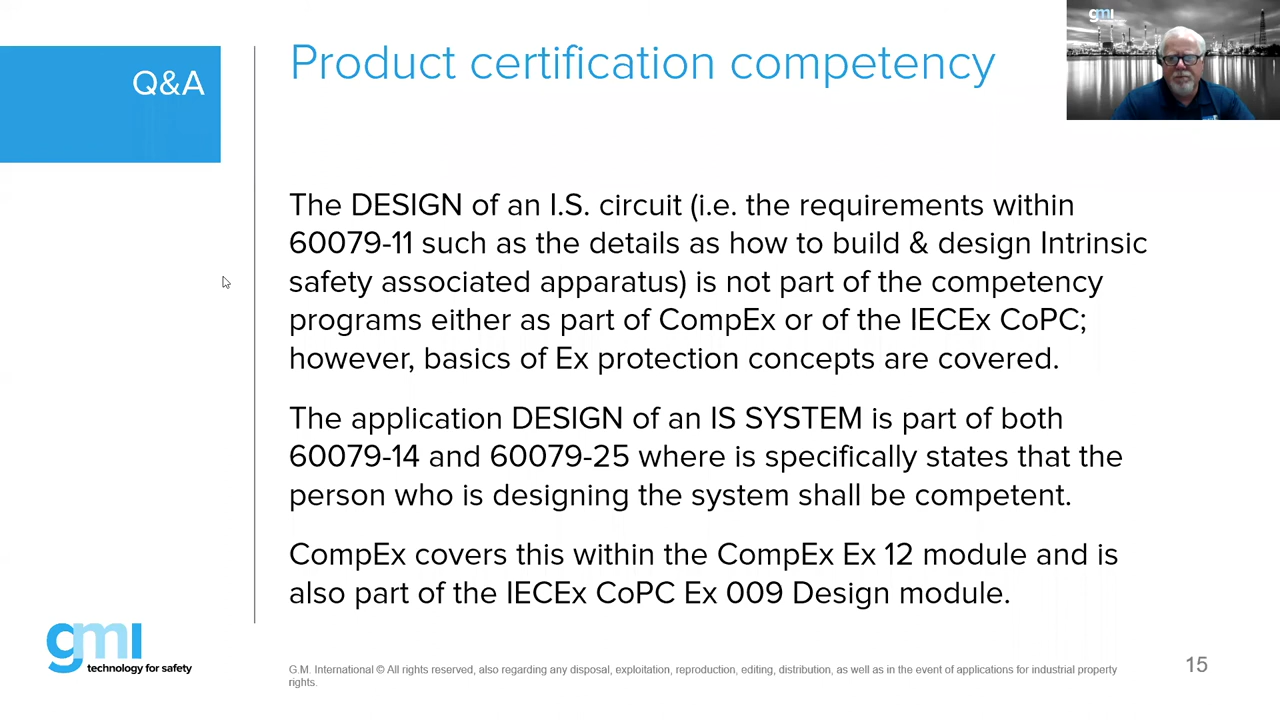 Q&A
Product certification competency
gmi
The DESIGN of an I.S. circuit (i.e. the requirements within
60079-11 such as the details as how to build & design Intrinsic
safety associated apparatus) is not part of the competency
programs either as part of CompEx or of the IECEx CoPC;
however, basics of Ex protection concepts are covered.
The application DESIGN of an IS SYSTEM is part of both
60079-14 and 60079-25 where is specifically states that the
person who is designing the system shall be competent.
CompEx covers this within the CompEx Ex 12 module and is
also part of the IECEx CoPC Ex 009 Design module.
gmi
technology for safety
G.M. International © All rights reserved, also regarding any disposal, exploitation, reproduction, editing, distribution, as well as in the event of applications for industrial property
rights.
15